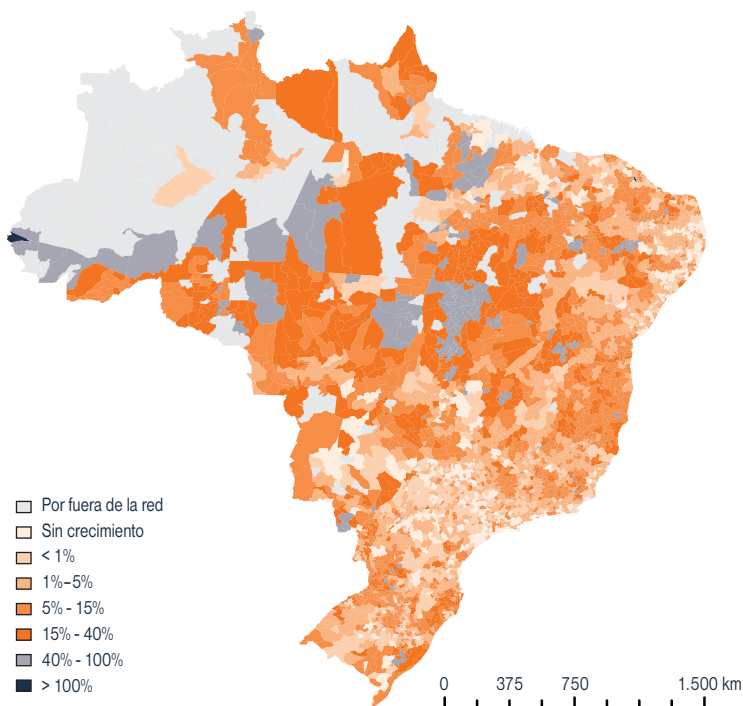 Por fuera de la red
Sin crecimiento
< 1%
1%-5%
5% - 15%
15% - 40%
40% - 100%
> 100%
0 375 750 1.500 km